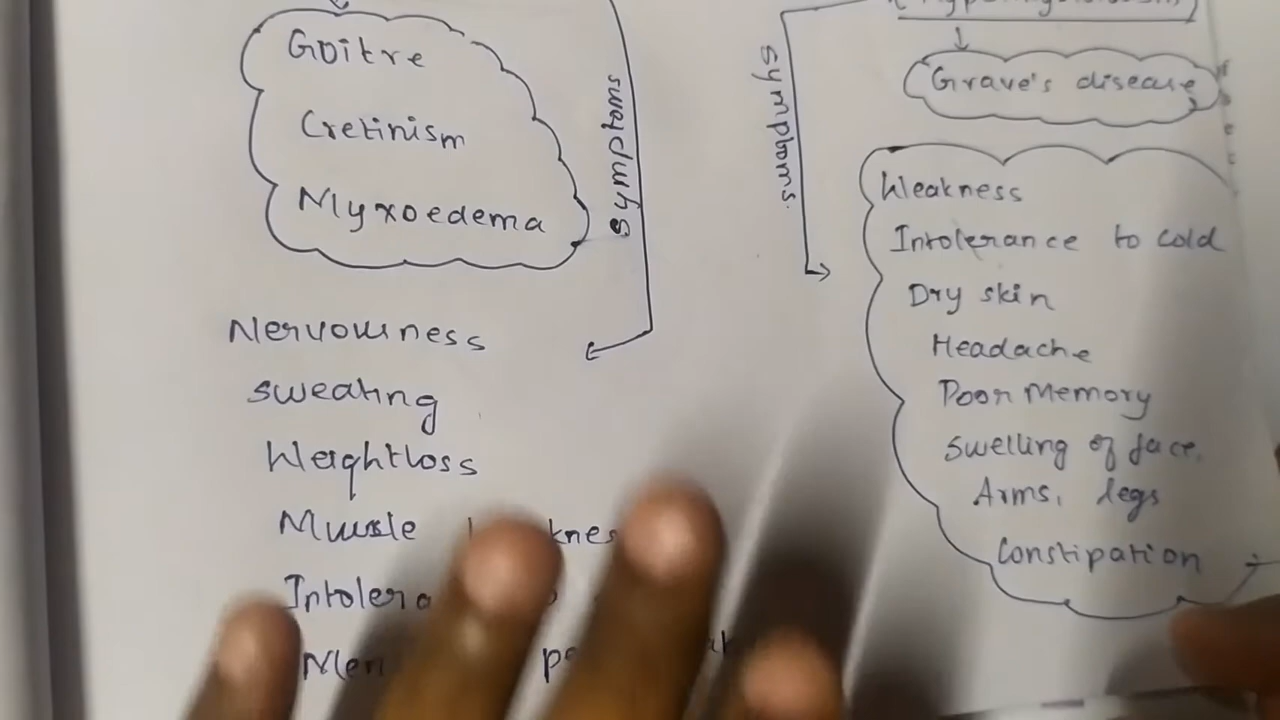 Goitre
Cretinism
Myxoedema
symptoms
Nervousness
sweating
Weightloss
Muscle
symptoms.
Grave's disease
Weakness
Intolerance to cold
Dry skin
Headache
Poor Memory
Swelling of face,
Arms, legs
Constipation